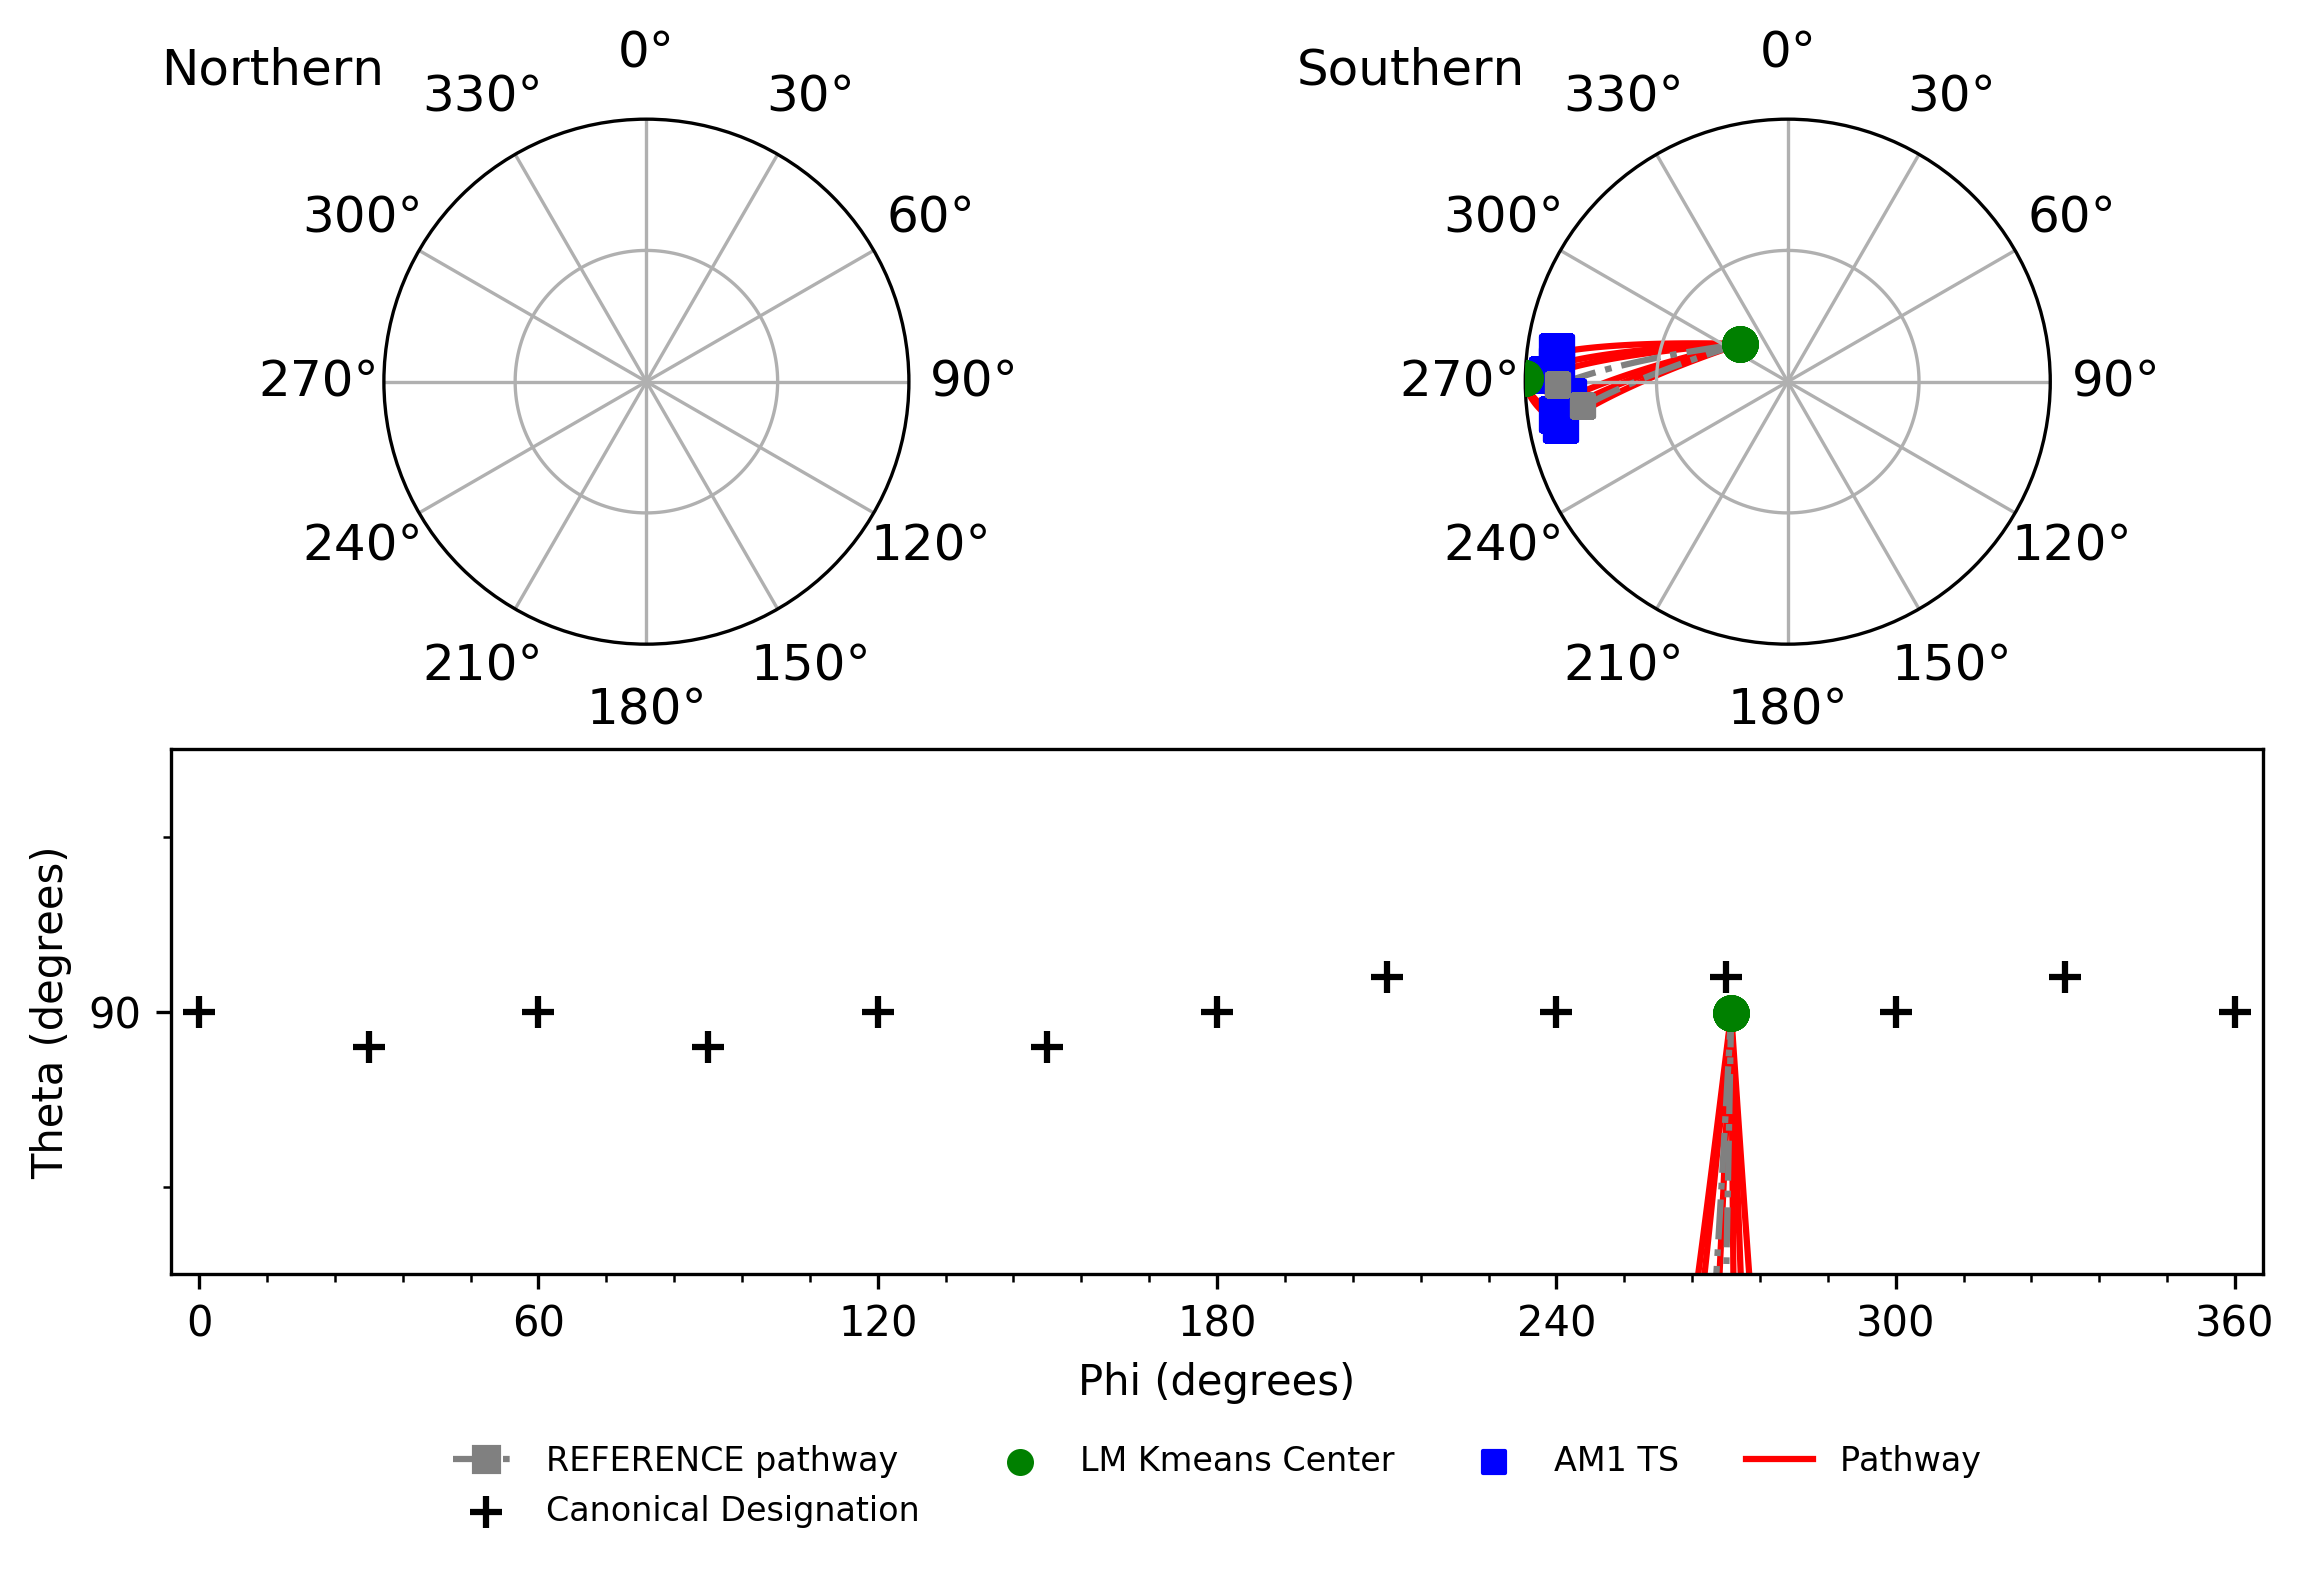 Northern
0°
330°
30°
300°
60°
270°
90°
240°
120°
210°
150°
180°
Southern
0°
330°
30°
300°
60°
270°
90°
240°
120°
210°
150°
180°
Theta (degrees)
90
0 60 120 180 240 300 360
Phi (degrees)
REFERENCE pathway
LM Kmeans Center
AM1 TS
Pathway
Canonical Designation